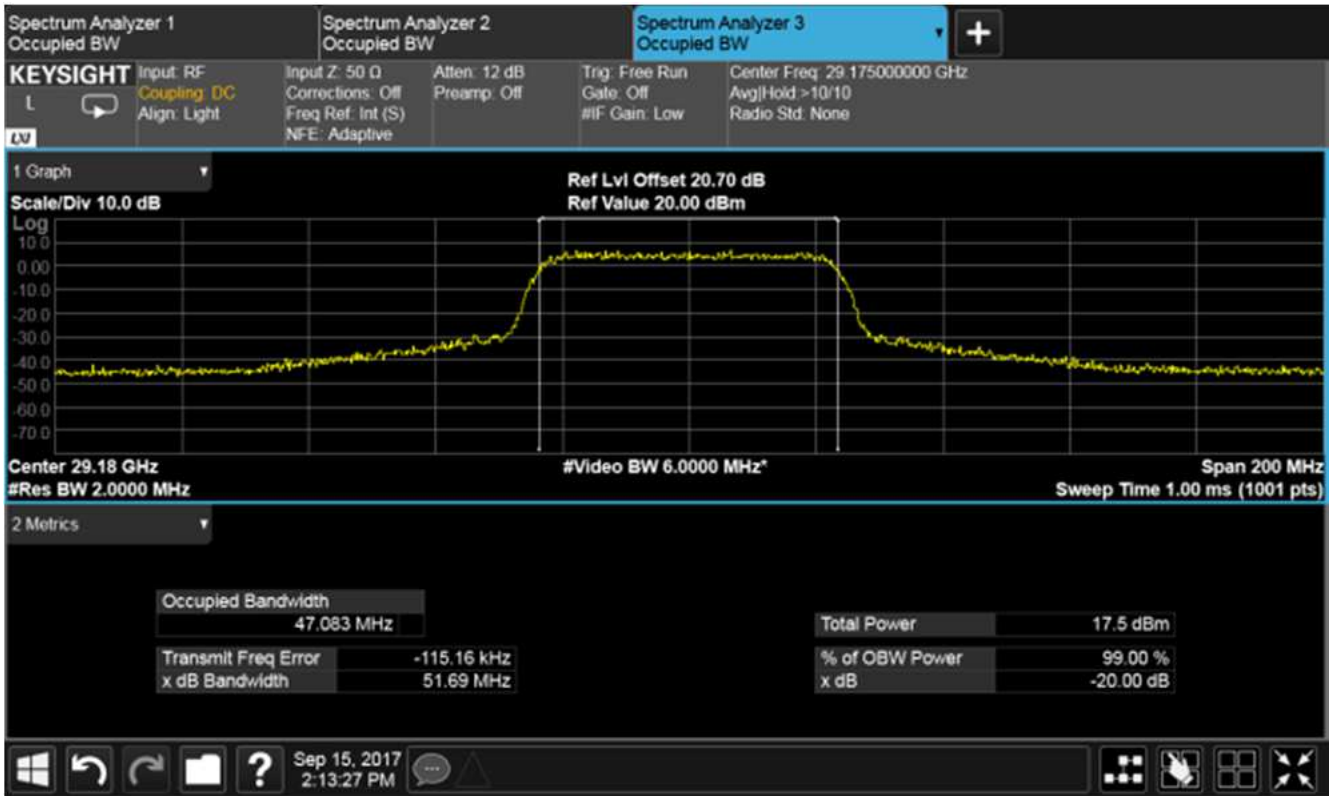 Spectrum Analyzer 1
Occupied BW
Spectrum Analyzer 2
Occupied BW
Spectrum Analyzer 3
Occupied BW
KEYSIGHT
L
LXI
Input: RF
Coupling: DC
Align: Light
Input Z: 50 Ω
Corrections: Off
Freq Ref: Int (S)
NFE: Adaptive
Atten: 12 dB
Preamp: Off
Trig: Free Run
Gate: Off
#IF Gain: Low
Center Freq: 29.175000000 GHz
Avg|Hold:>10/10
Radio Std: None
1 Graph
Scale/Div 10.0 dB
Ref Lvl Offset 20.70 dB
Ref Value 20.00 dBm
Log
10.0
0.00
-10.0
-20.0
-30.0
-40.0
-50.0
-60.0
-70.0
Center 29.18 GHz
#Video BW 6.0000 MHz*
Span 200 MHz
#Res BW 2.0000 MHz
Sweep Time 1.00 ms (1001 pts)
2 Metrics
Occupied Bandwidth
47.083 MHz
Total Power 17.5 dBm
Transmit Freq Error -115.16 kHz
% of OBW Power 99.00 %
x dB Bandwidth 51.69 MHz
x dB -20.00 dB
?
Sep 15, 2017
2:13:27 PM